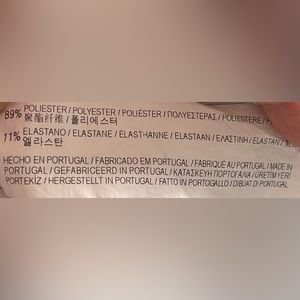 89% POLIESTER / POLYESTER / POLIÉSTER / ΠΟΛΥΕΣΤΕΡΑΣ / POLIESTERE /
聚酯纤维 / 폴리에스터
11% ELASTANO / ELASTANE / ÉLASTHANNE / ELASTAAN / ΕΛΑΣΤΙΝΗ / ELASTAN /
엘라스탄
HECHO EN PORTUGAL / FABRICADO EM PORTUGAL / FABRIQUÉ AU PORTUGAL / MADE IN
PORTUGAL / GEFABRICEERD IN PORTUGAL / ΚΑΤΑΣΚΕΥΗ ΠΟΡΤΟΓΑΛΙΑ / ÜRETİM YERİ
PORTEKİZ / HERGESTELLT IN PORTUGAL / FATTO IN PORTOGALLO / DIBUAT DI PORTUGAL